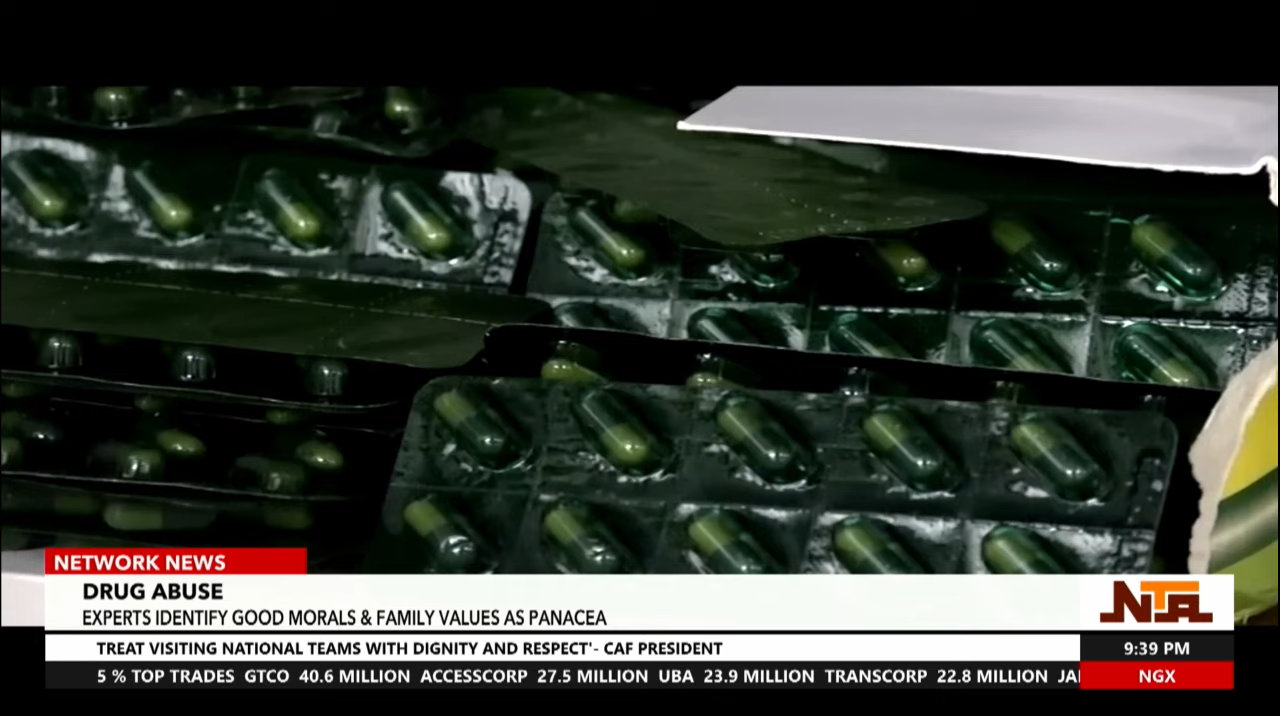 NETWORK NEWS
DRUG ABUSE
EXPERTS IDENTIFY GOOD MORALS & FAMILY VALUES AS PANACEA
NTA
TREAT VISITING NATIONAL TEAMS WITH DIGNITY AND RESPECT'- CAF PRESIDENT
9:39 PM
5 % TOP TRADES GTCO 40.6 MILLION ACCESSCORP 27.5 MILLION UBA 23.9 MILLION TRANSCORP 22.8 MILLION
NGX